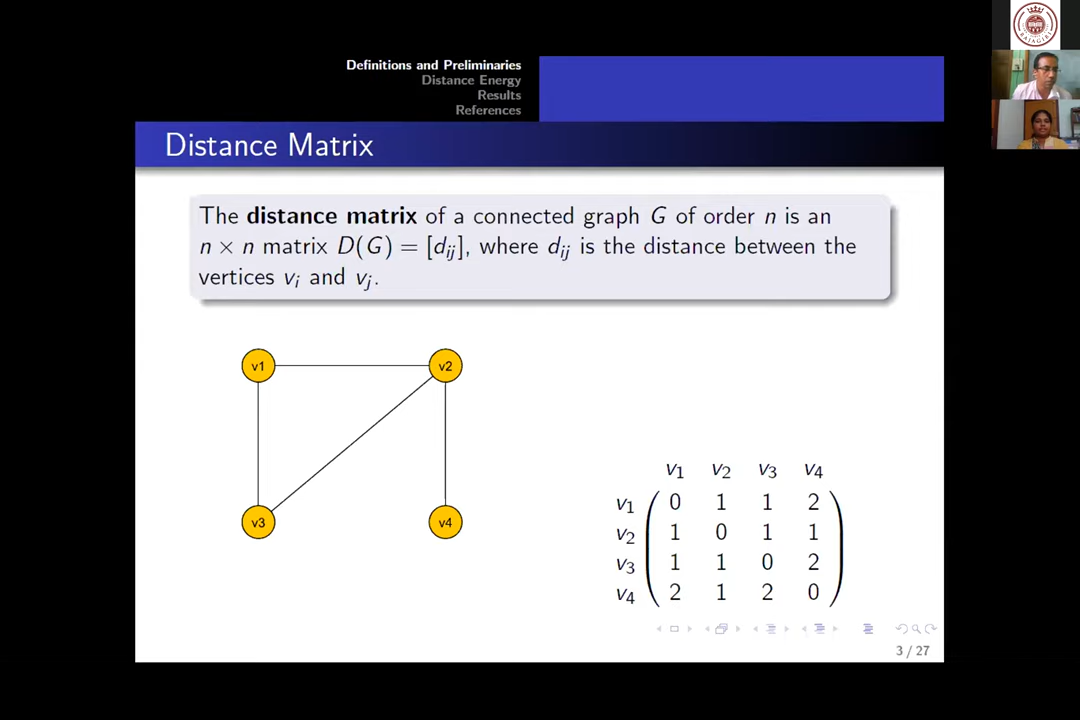 Definitions and Preliminaries
Distance Energy
Results
References
Distance Matrix
The distance matrix of a connected graph G of order n is an
n × n matrix D(G) = [d_ij], where d_ij is the distance between the
vertices v_i and v_j.
v1 v2
v3 v4
v1 v2 v3 v4
v1 0 1 1 2
v2 1 0 1 1
v3 1 1 0 2
v4 2 1 2 0
3 / 27
RAJAGIRI